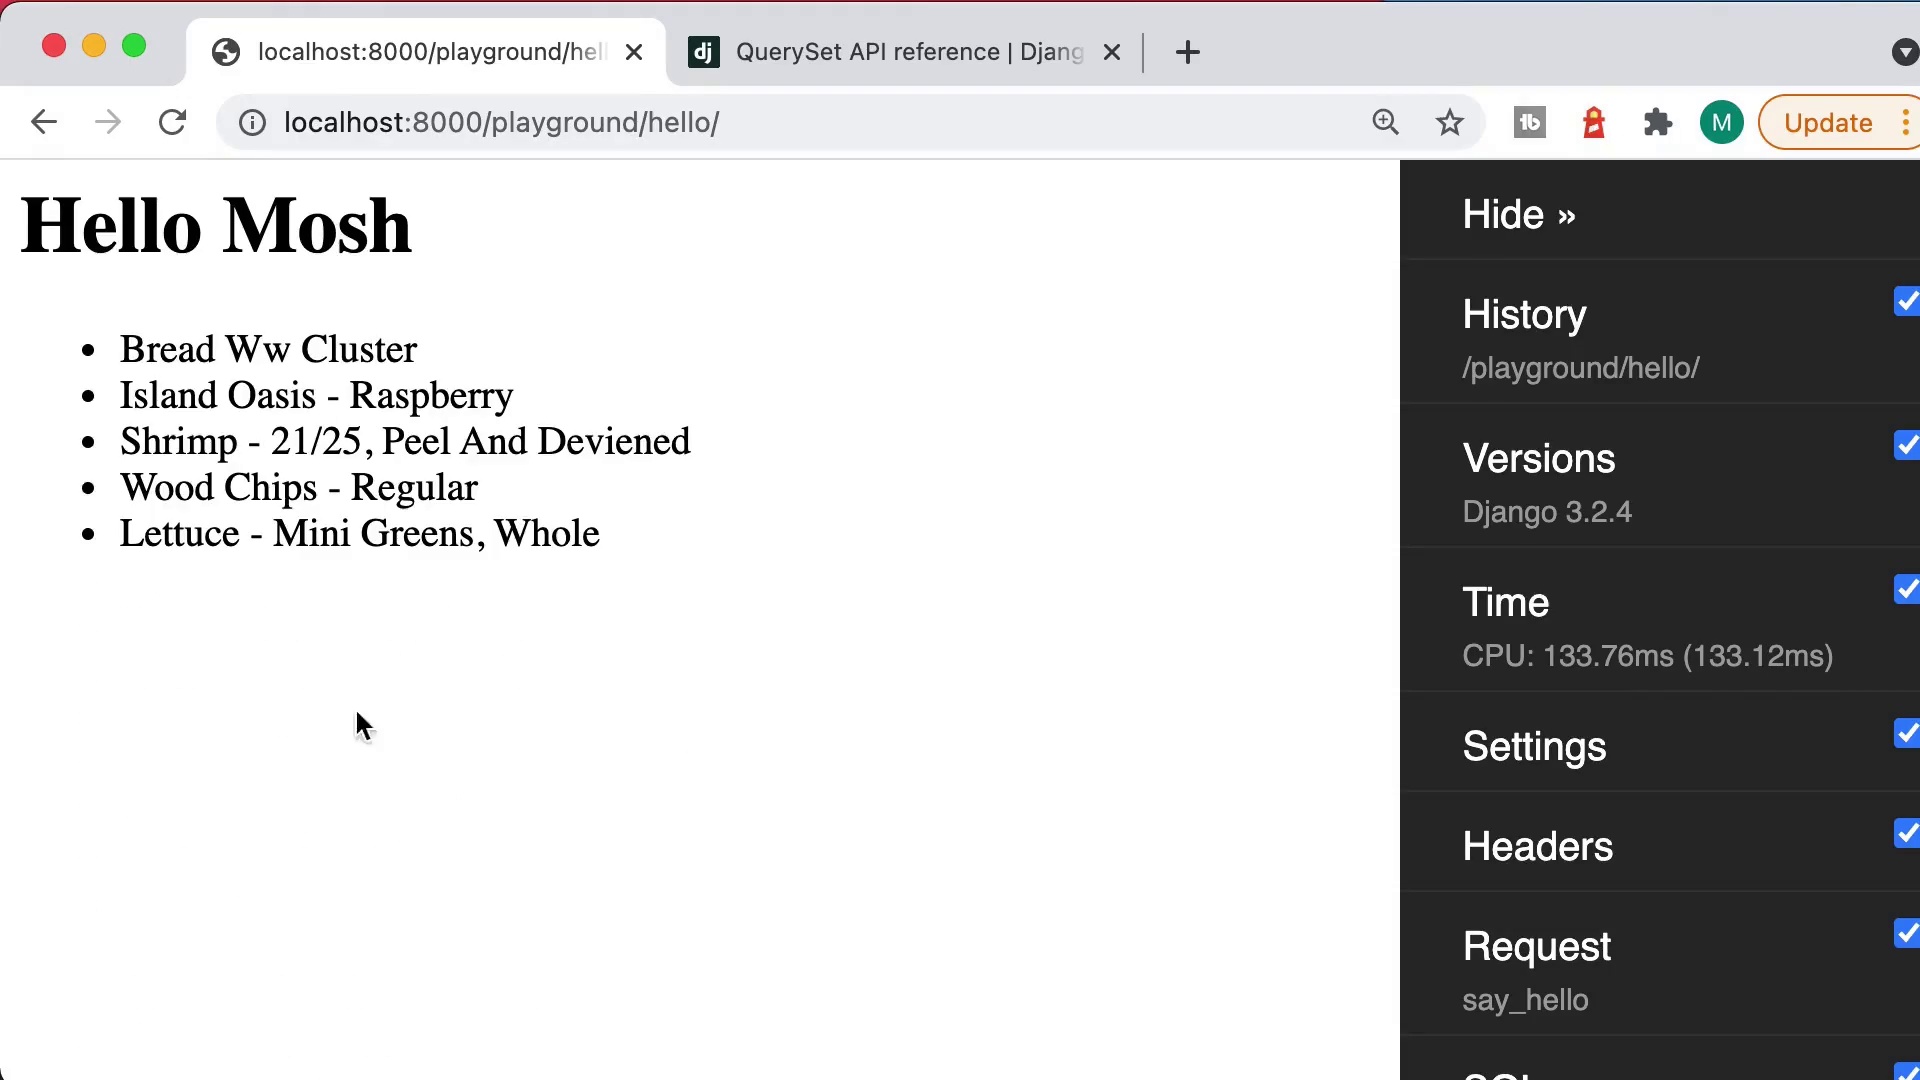 localhost:8000/playground/hel
QuerySet API reference | Djang
localhost:8000/playground/hello/
M
Update
Hello Mosh
Bread Ww Cluster
Island Oasis - Raspberry
Shrimp - 21/25, Peel And Deviened
Wood Chips - Regular
Lettuce - Mini Greens, Whole
Hide »
History
/playground/hello/
Versions
Django 3.2.4
Time
CPU: 133.76ms (133.12ms)
Settings
Headers
Request
say_hello